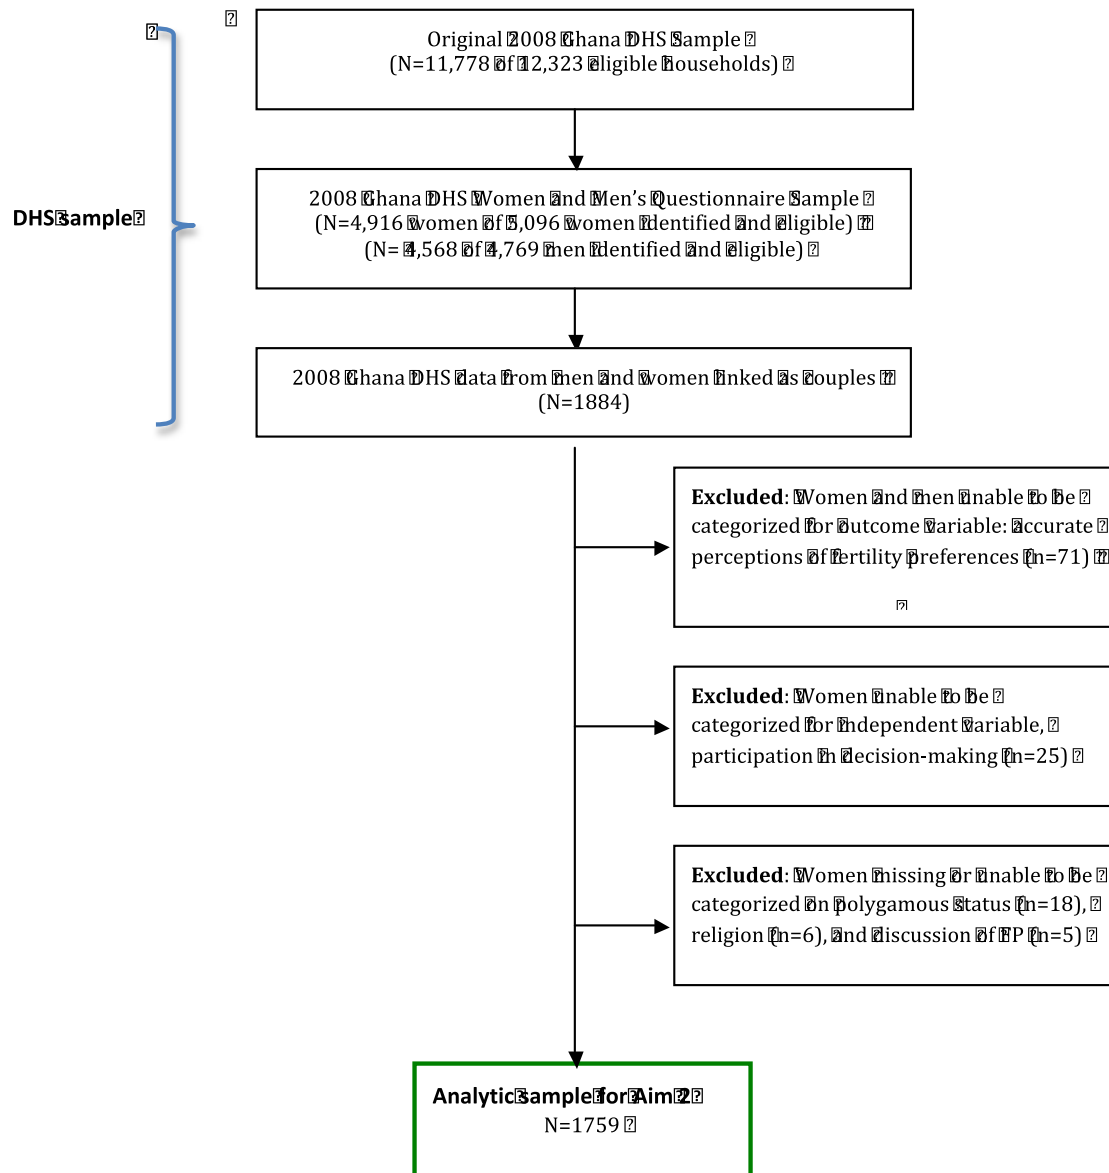 Original 2008 Ghana DHS Sample
(N=11,778 of 12,323 eligible households)
DHS sample
2008 Ghana DHS Women and Men's Questionnaire Sample
(N=4,916 women of 5,096 women identified and eligible)
(N= 4,568 of 4,769 men identified and eligible)
2008 Ghana DHS data from men and women linked as couples
(N=1884)
Excluded: Women and men unable to be
categorized for outcome variable: accurate
perceptions of fertility preferences (n=71)
Excluded: Women unable to be
categorized for independent variable,
participation in decision-making (n=25)
Excluded: Women missing or unable to be
categorized on polygamous status (n=18),
religion (n=6), and discussion of FP (n=5)
Analytic sample for Aim 2
N=1759